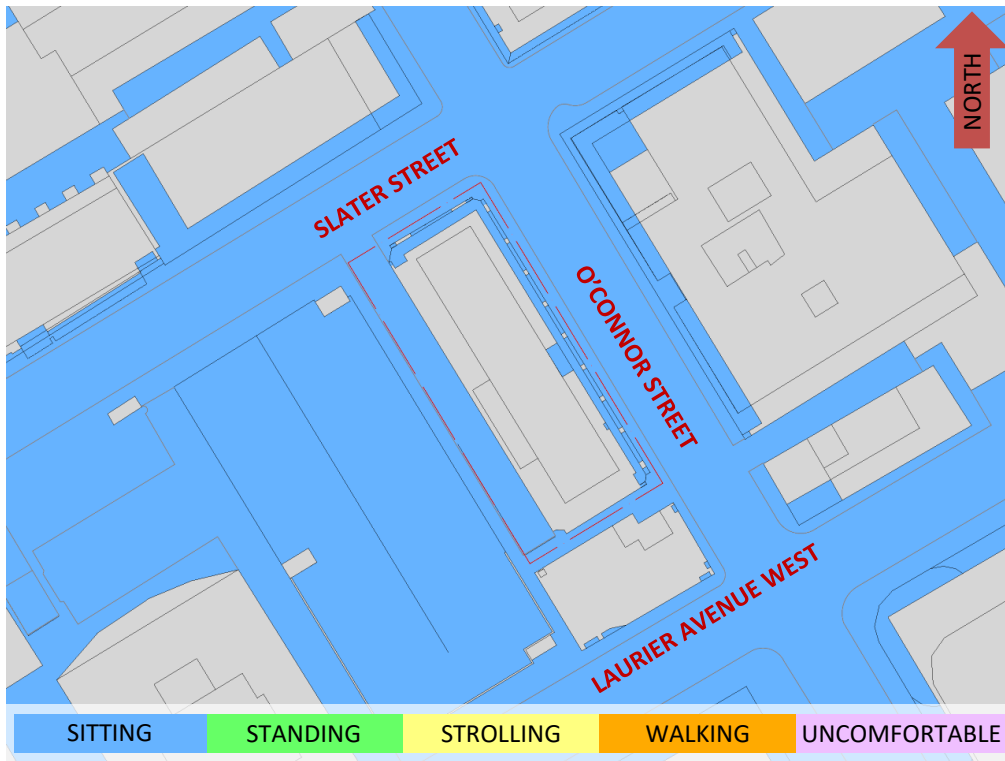 NORTH
SLATER STREET
O'CONNOR STREET
LAURIER AVENUE WEST
SITTING
STANDING
STROLLING
WALKING
UNCOMFORTABLE